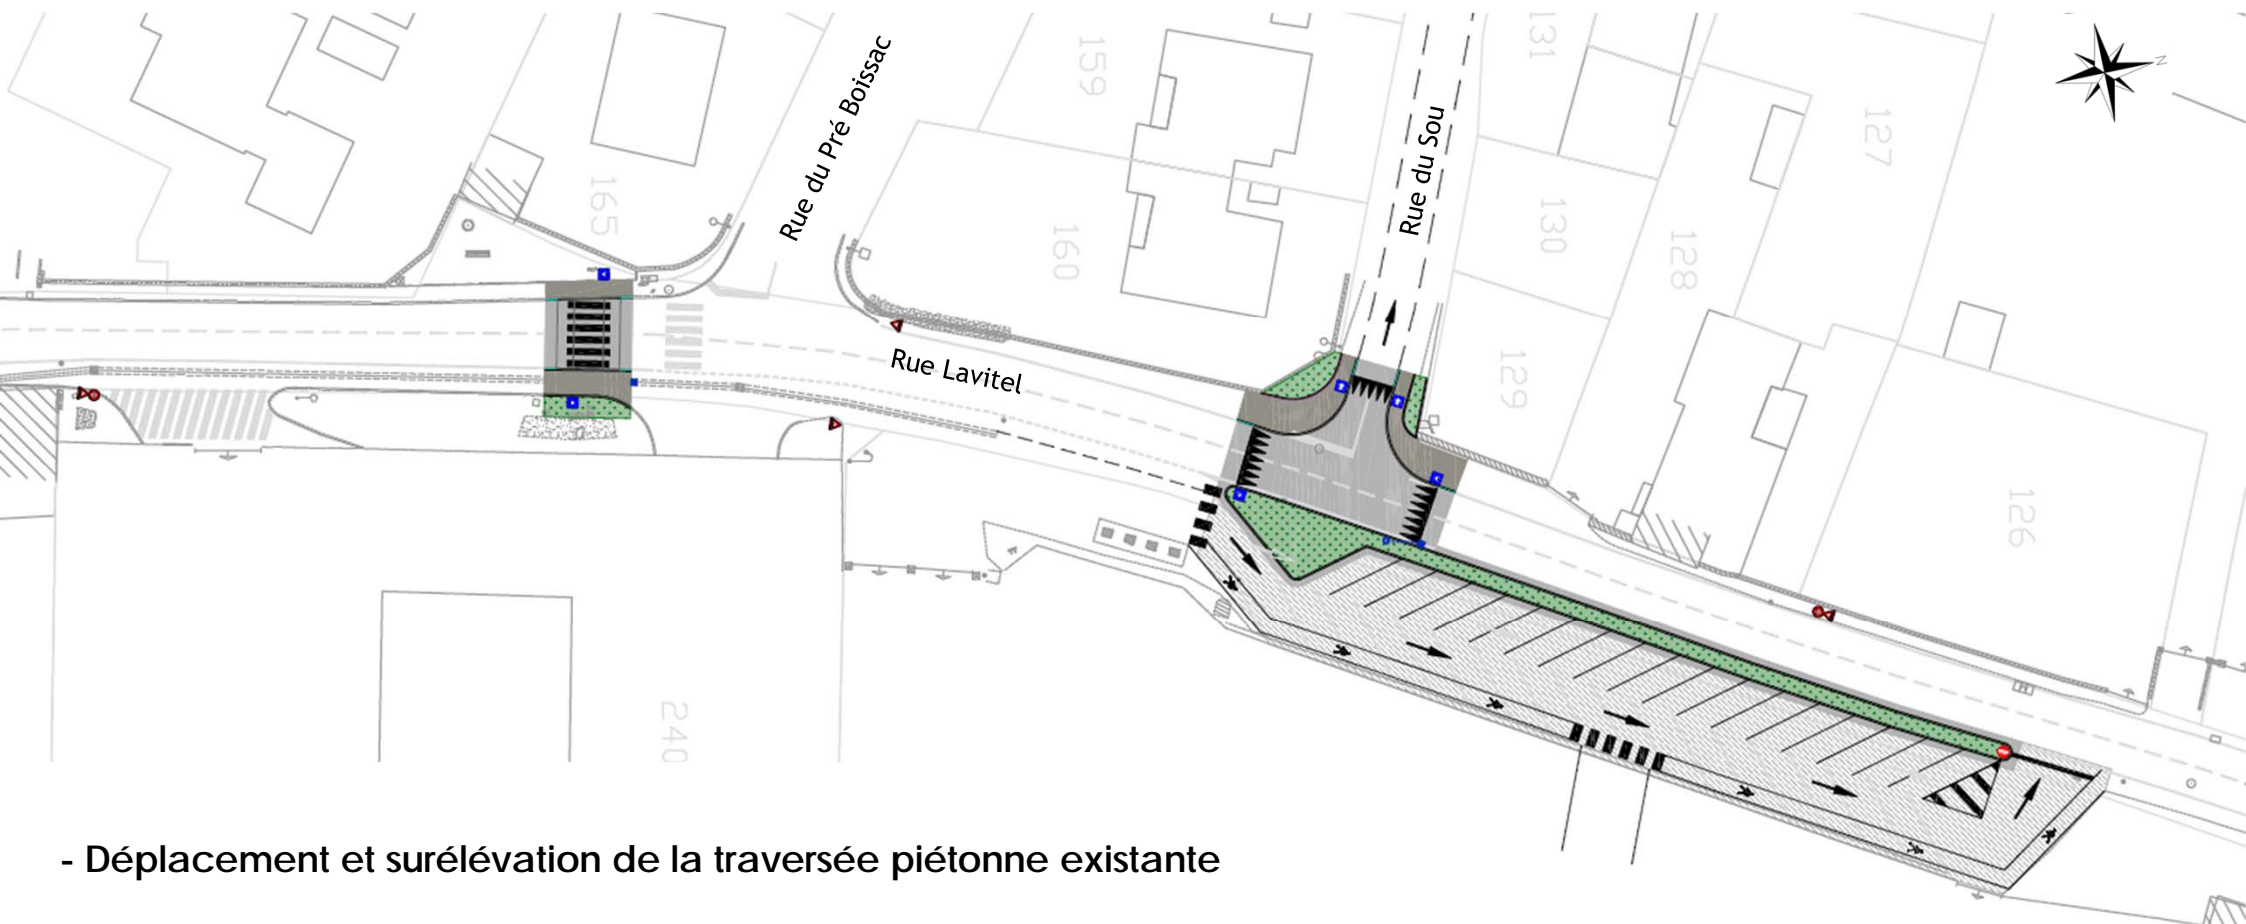 131
159
Rue du Pré Boissac
Rue du Sou
127
N
165
160
130
128
Rue Lavitel
129
126
240
- Déplacement et surélévation de la traversée piétonne existante